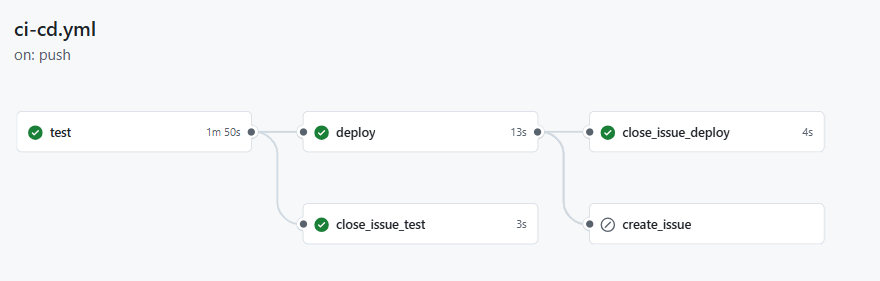 ci-cd.yml
on: push
test 1m 50s
deploy 13s
close_issue_deploy 4s
close_issue_test 3s
create_issue